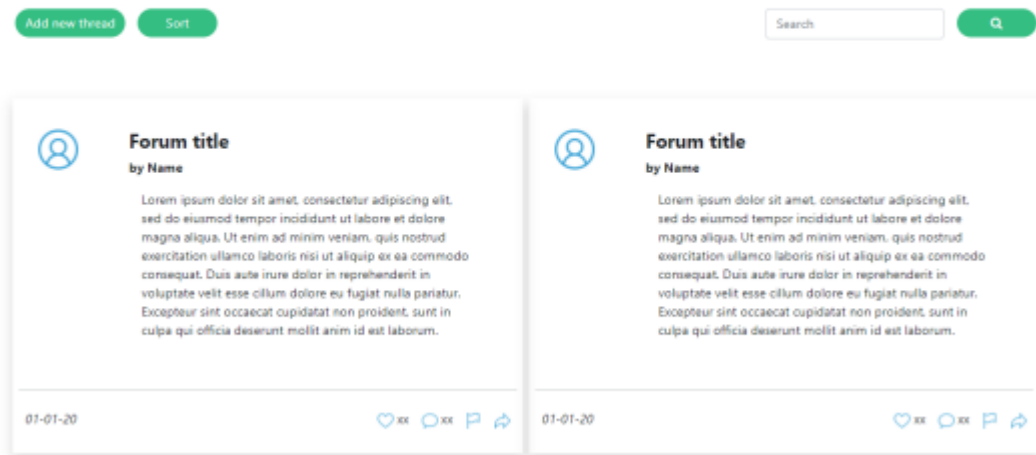 Add new thread
Sort
Search
Forum title
by Name
Lorem ipsum dolor sit amet, consectetur adipiscing elit,
sed do eiusmod tempor incididunt ut labore et dolore
magna aliqua. Ut enim ad minim veniam, quis nostrud
exercitation ullamco laboris nisi ut aliquip ex ea commodo
consequat. Duis aute irure dolor in reprehenderit in
voluptate velit esse cillum dolore eu fugiat nulla pariatur.
Excepteur sint occaecat cupidatat non proident, sunt in
culpa qui officia deserunt mollit anim id est laborum.
01-01-20
xx
xx
Forum title
by Name
Lorem ipsum dolor sit amet, consectetur adipiscing elit,
sed do eiusmod tempor incididunt ut labore et dolore
magna aliqua. Ut enim ad minim veniam, quis nostrud
exercitation ullamco laboris nisi ut aliquip ex ea commodo
consequat. Duis aute irure dolor in reprehenderit in
voluptate velit esse cillum dolore eu fugiat nulla pariatur.
Excepteur sint occaecat cupidatat non proident, sunt in
culpa qui officia deserunt mollit anim id est laborum.
01-01-20
xx
xx